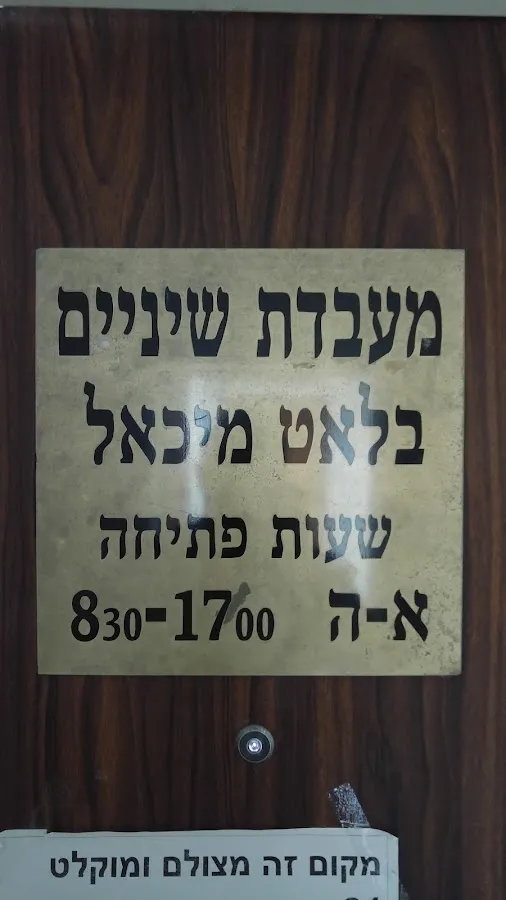 מעבדת שיניים
בלאט מיכאל
שעות פתיחה
א-ה 830-1700
מקום זה מצולם ומוקלט